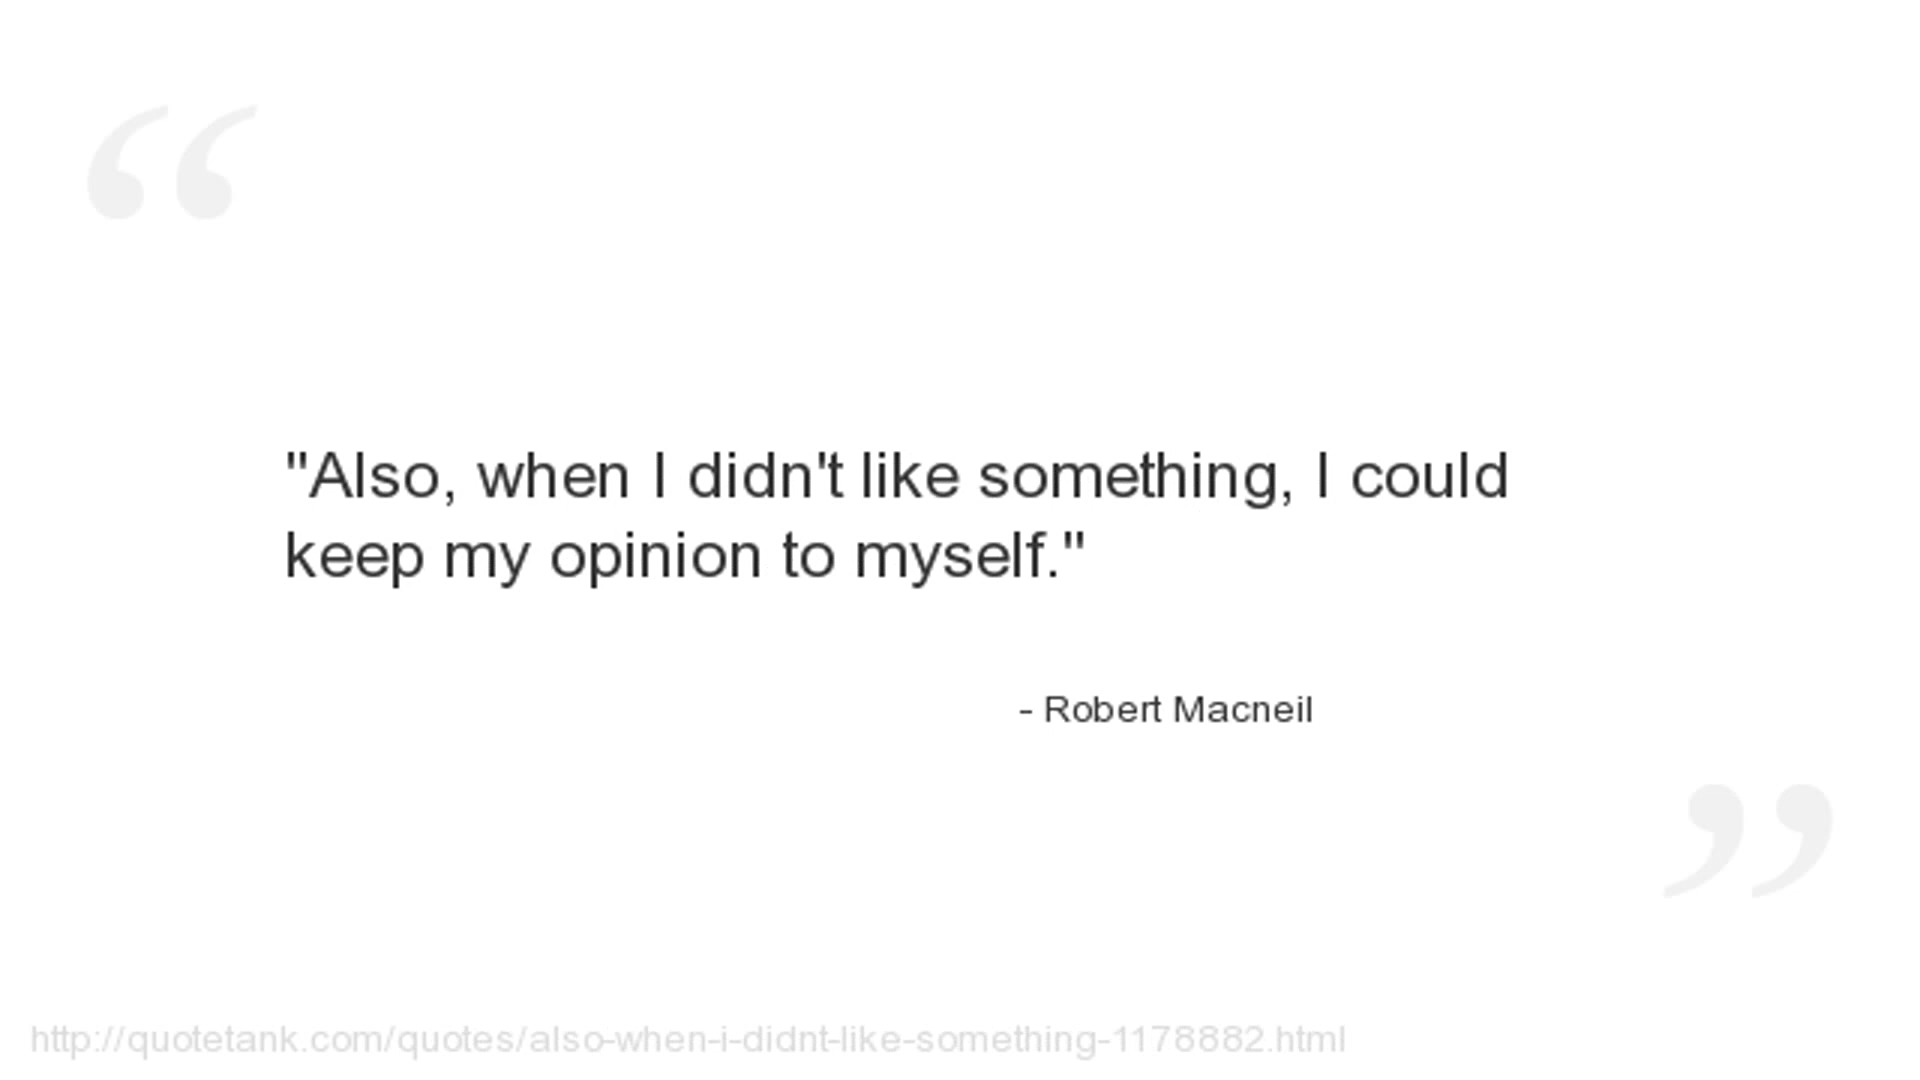 "Also, when I didn't like something, I could
keep my opinion to myself."
- Robert Macneil
http://quotetank.com/quotes/also-when-i-didnt-like-something-1178882.html